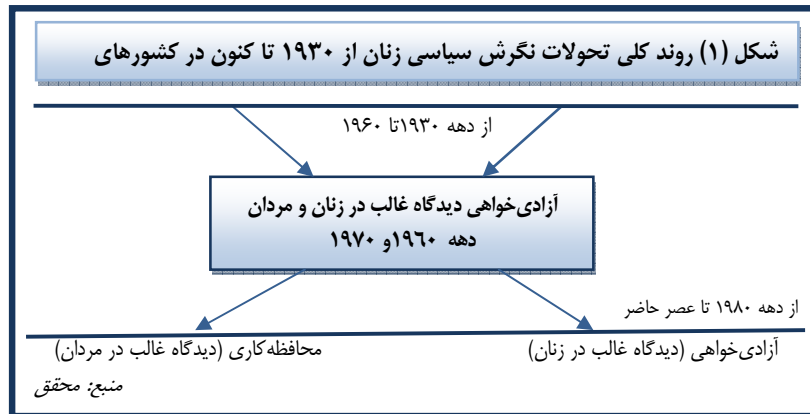 شکل (۱) روند کلی تحولات نگرش سیاسی زنان از ۱۹۳۰ تا کنون در کشورهای
از دهه ۱۹۳۰تا ۱۹۶۰
آزادی‌خواهی دیدگاه غالب در زنان و مردان
دهه ۱۹۶۰و ۱۹۷۰
از دهه ۱۹۸۰ تا عصر حاضر
آزادی‌خواهی (دیدگاه غالب در زنان)
محافظه‌کاری (دیدگاه غالب در مردان)
منبع: محقق